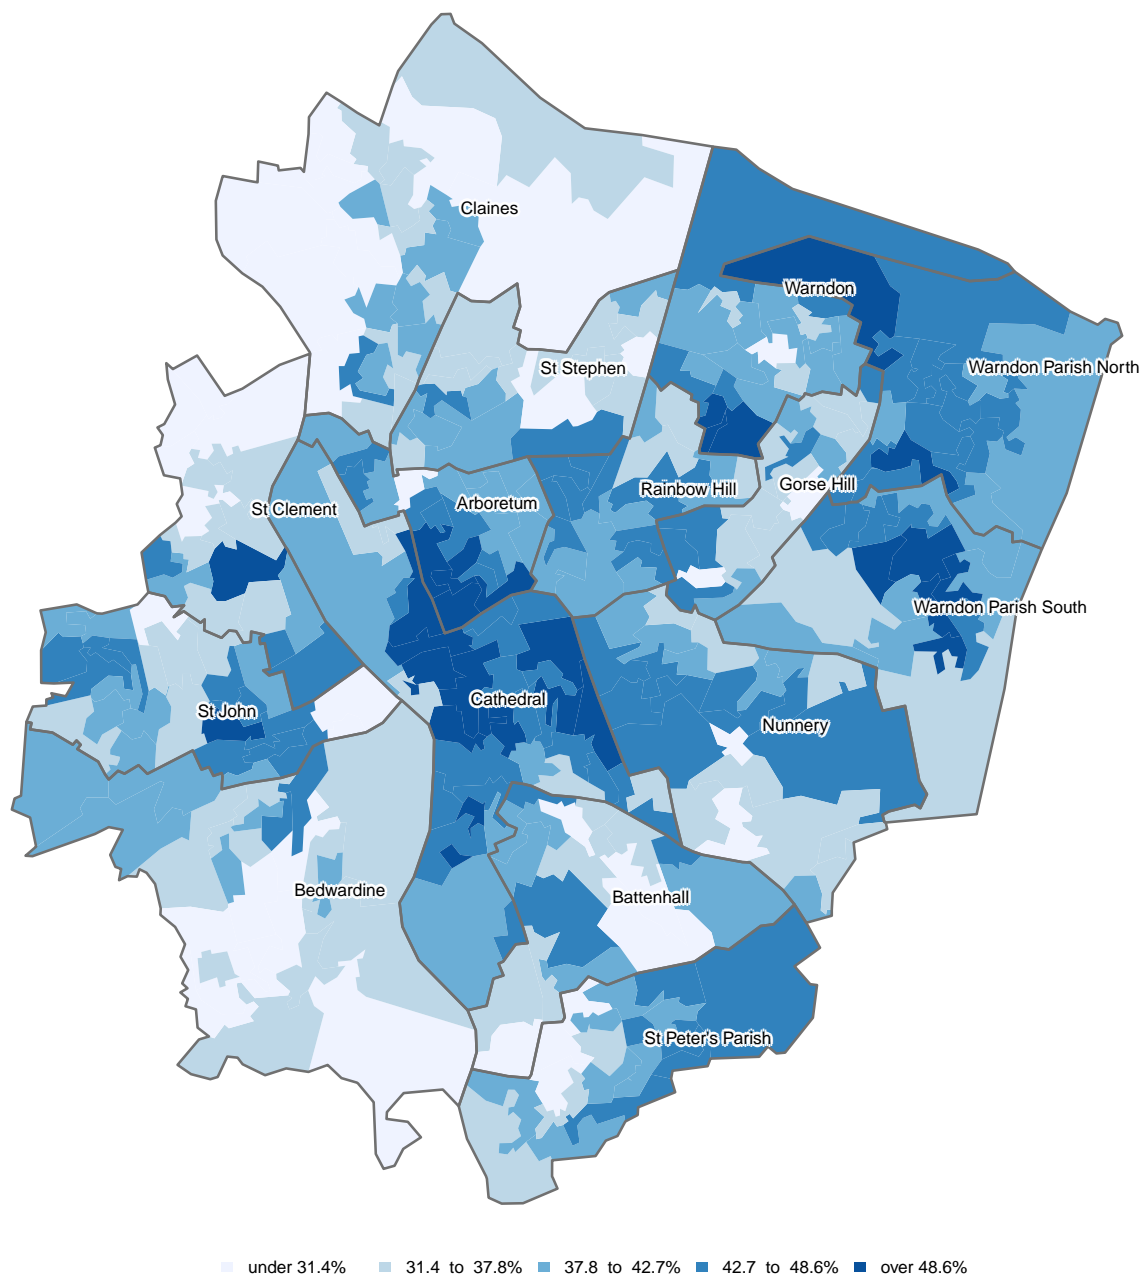 Claines
Warndon
St Stephen
Warndon Parish North
Rainbow Hill
Gorse Hill
Arboretum
St Clement
Warndon Parish South
Cathedral
St John
Nunnery
Bedwardine
Battenhall
St Peter's Parish
under 31.4% 31.4 to 37.8% 37.8 to 42.7% 42.7 to 48.6% over 48.6%